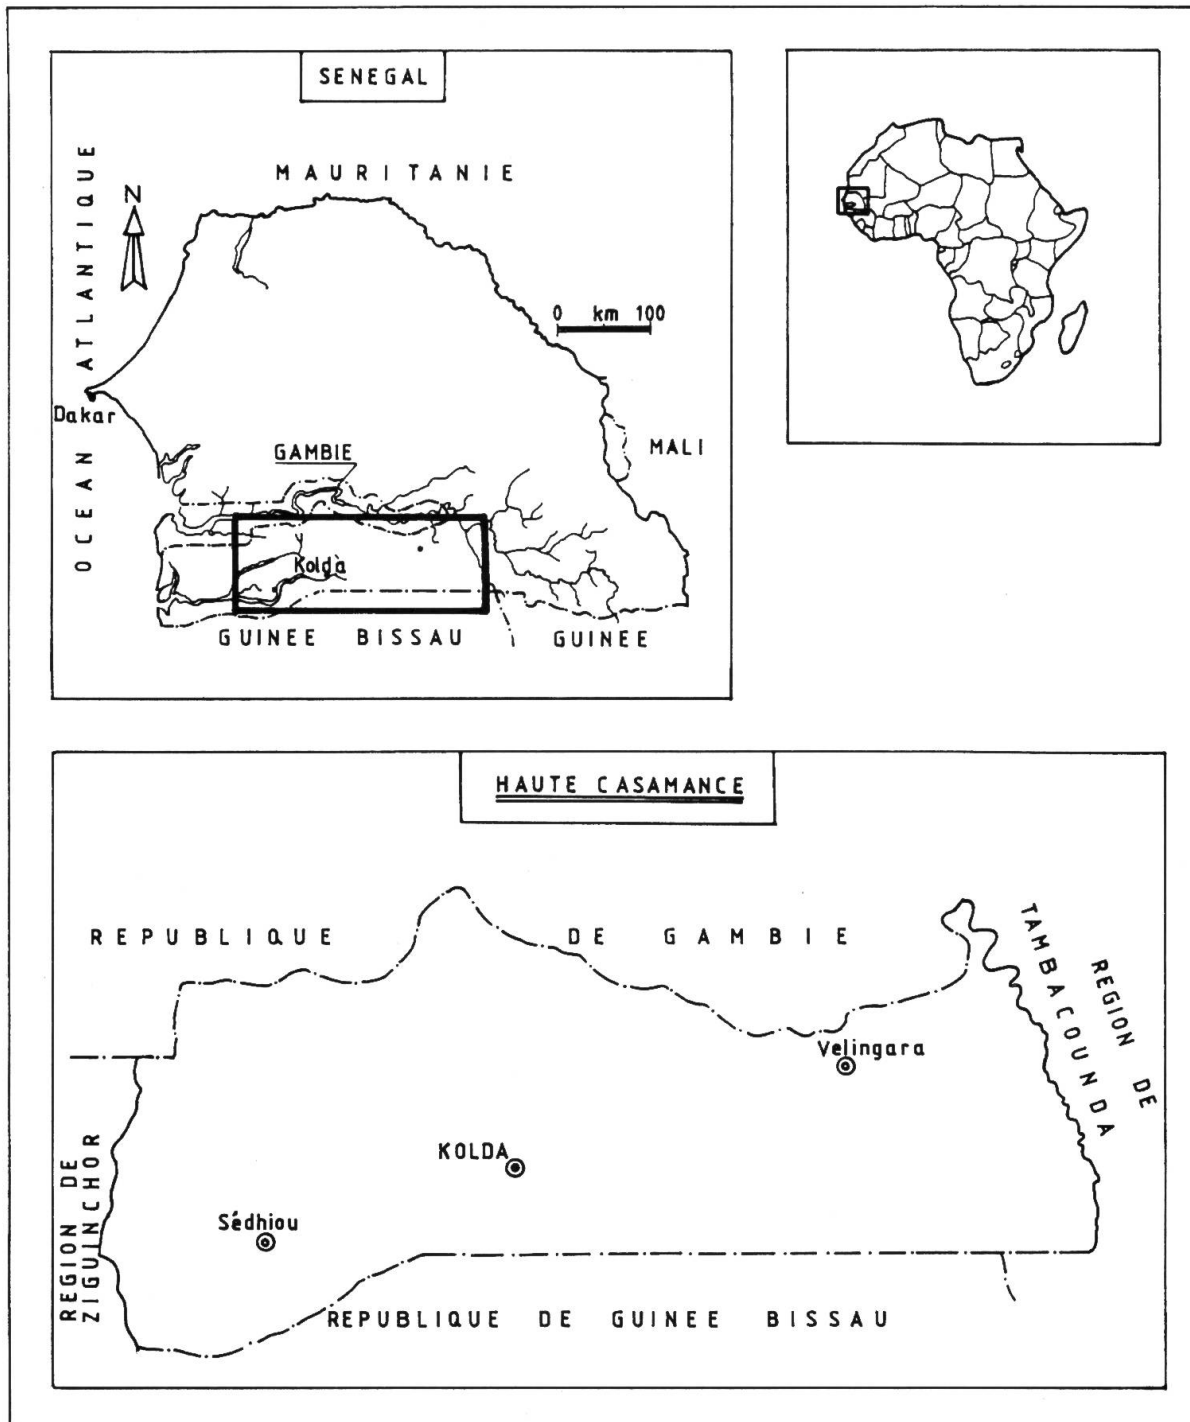 SENEGAL
MAURITANIE
OCEAN ATLANTIQUE
N
0 km 100
Dakar
GAMBIE
MALI
Kolda
GUINEE BISSAU
GUINEE
HAUTE CASAMANCE
REPUBLIQUE DE GAMBIE
REGION DE
TAMBACOUNDA
Velingara
KOLDA
Sédhiou
REGION DE
ZIGUINCHOR
REPUBLIQUE DE GUINEE BISSAU